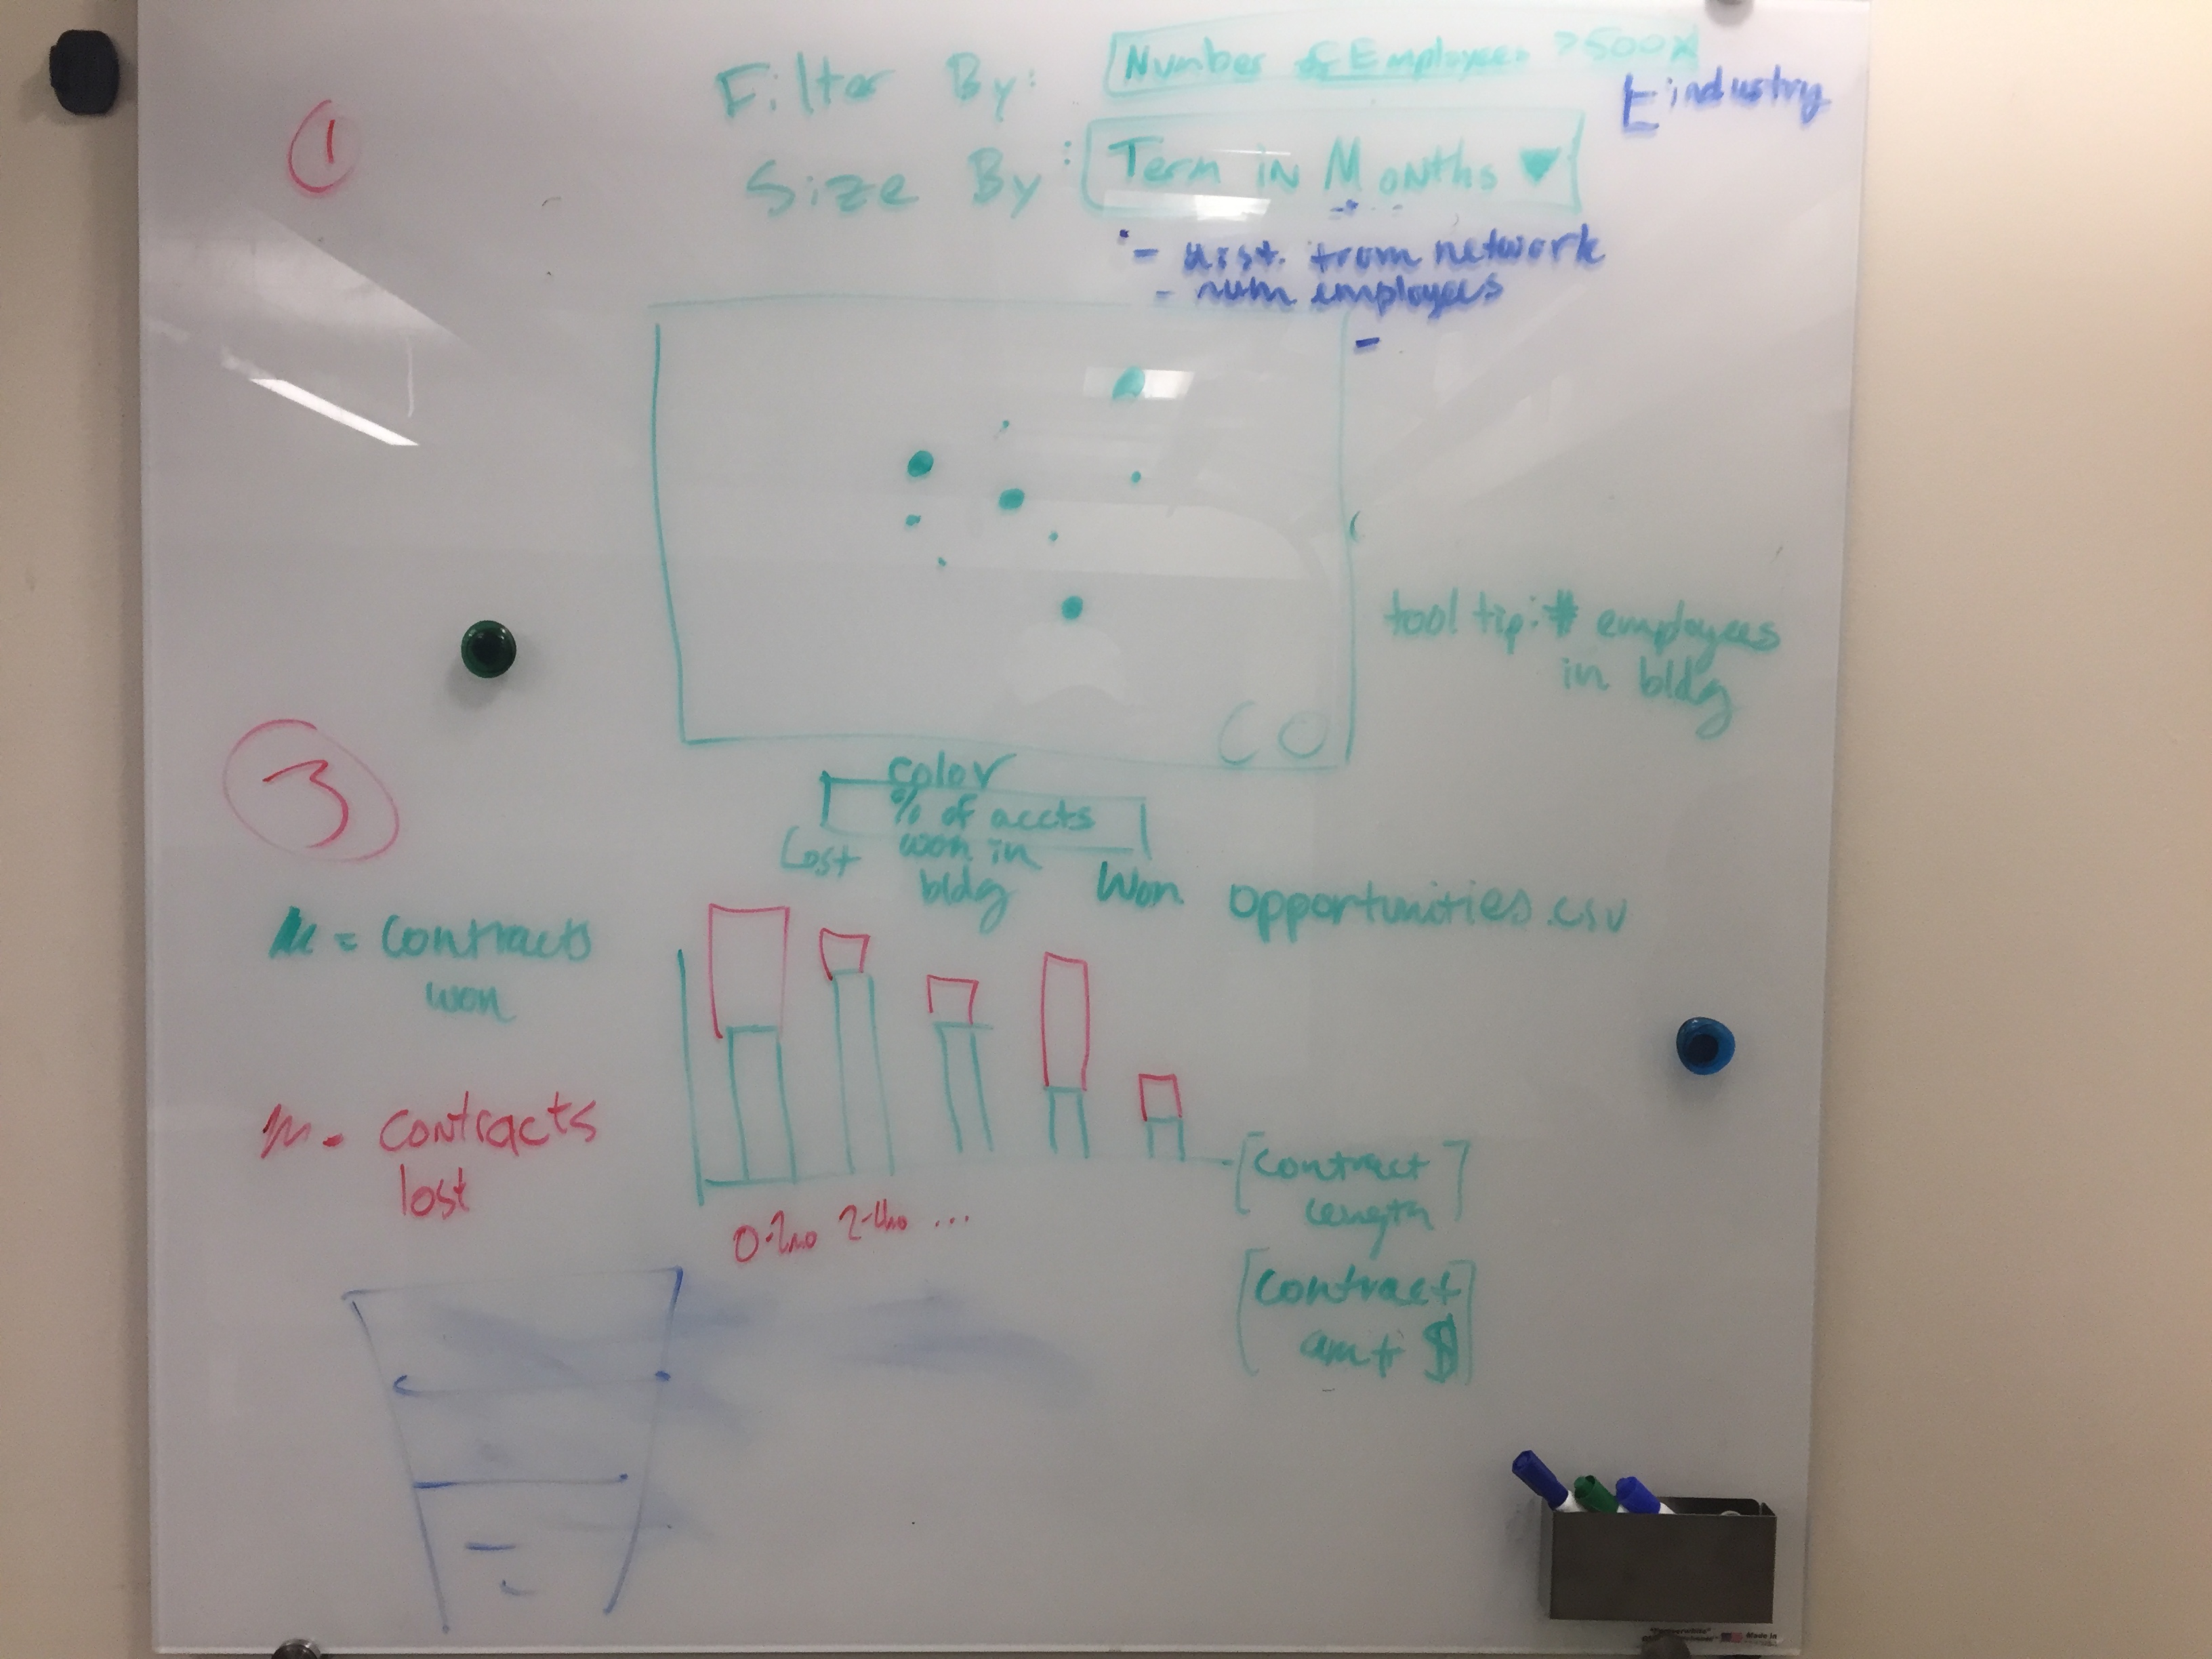 1
Filter By: Number of Employees >500 x
industry
Size By: Term in Months ▼
- dist. from network
- num employees
-
CO
tool tip: # employees
in bldg
color
% of accts
won in
bldg
Lost
Won
opportunities.csv
3
= contracts
won
- contracts
lost
0-2mo 2-4mo ...
[contract
length]
[contract
amt $]
Made in